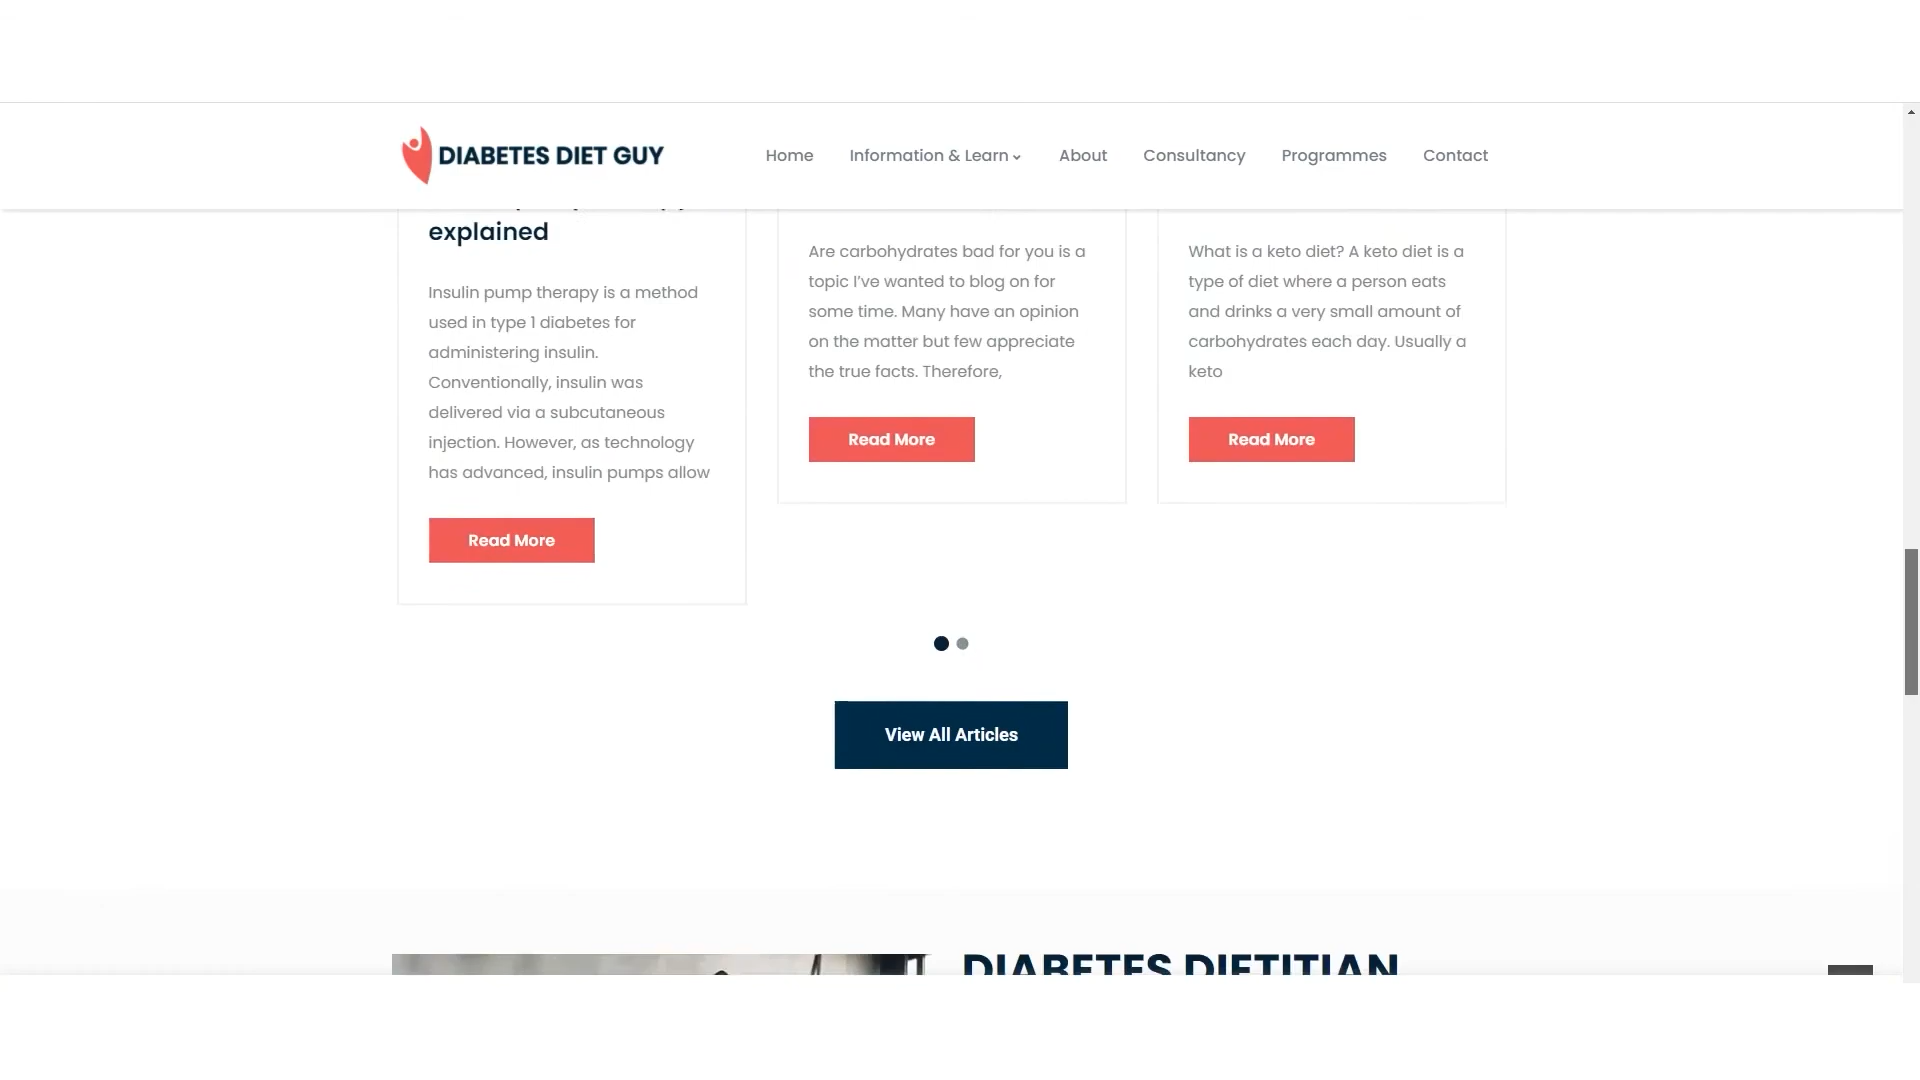 DIABETES DIET GUY
Home Information & Learn About Consultancy Programmes Contact
explained
Insulin pump therapy is a method
used in type 1 diabetes for
administering insulin.
Conventionally, insulin was
delivered via a subcutaneous
injection. However, as technology
has advanced, insulin pumps allow
Read More
Are carbohydrates bad for you is a
topic I’ve wanted to blog on for
some time. Many have an opinion
on the matter but few appreciate
the true facts. Therefore,
Read More
What is a keto diet? A keto diet is a
type of diet where a person eats
and drinks a very small amount of
carbohydrates each day. Usually a
keto
Read More
View All Articles
DIABETES DIETITIAN